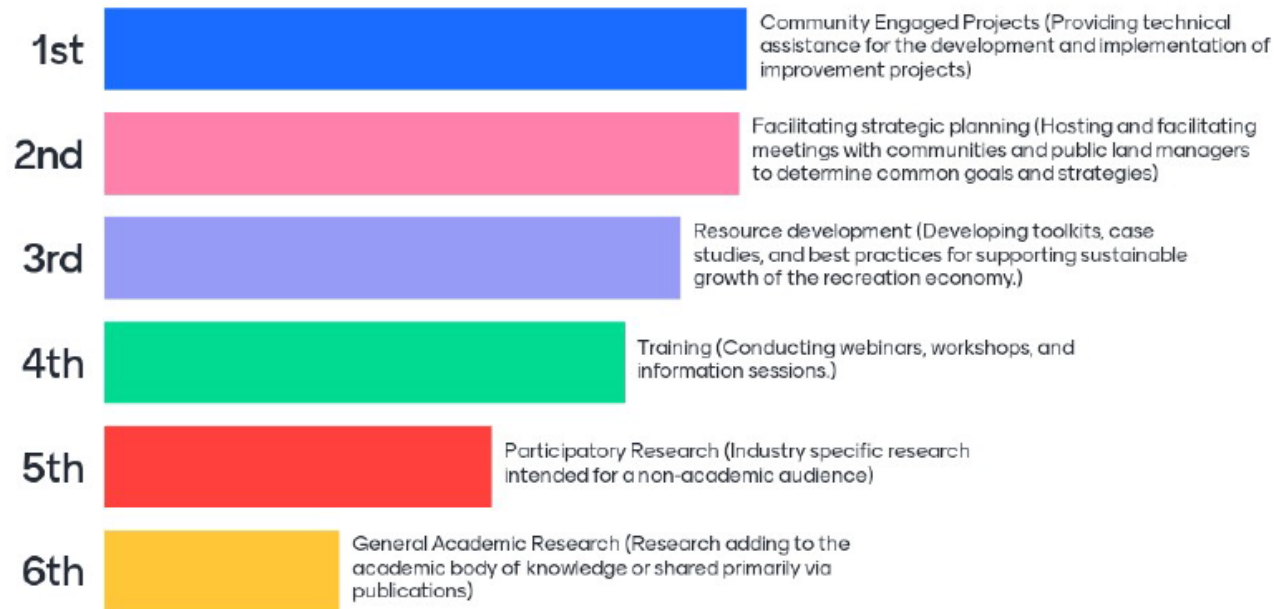 1st
Community Engaged Projects (Providing technical
assistance for the development and implementation of
improvement projects)
2nd
Facilitating strategic planning (Hosting and facilitating
meetings with communities and public land managers
to determine common goals and strategies)
3rd
Resource development (Developing toolkits, case
studies, and best practices for supporting sustainable
growth of the recreation economy.)
4th
Training (Conducting webinars, workshops, and
information sessions.)
5th
Participatory Research (Industry specific research
intended for a non-academic audience)
6th
General Academic Research (Research adding to the
academic body of knowledge or shared primarily via
publications)